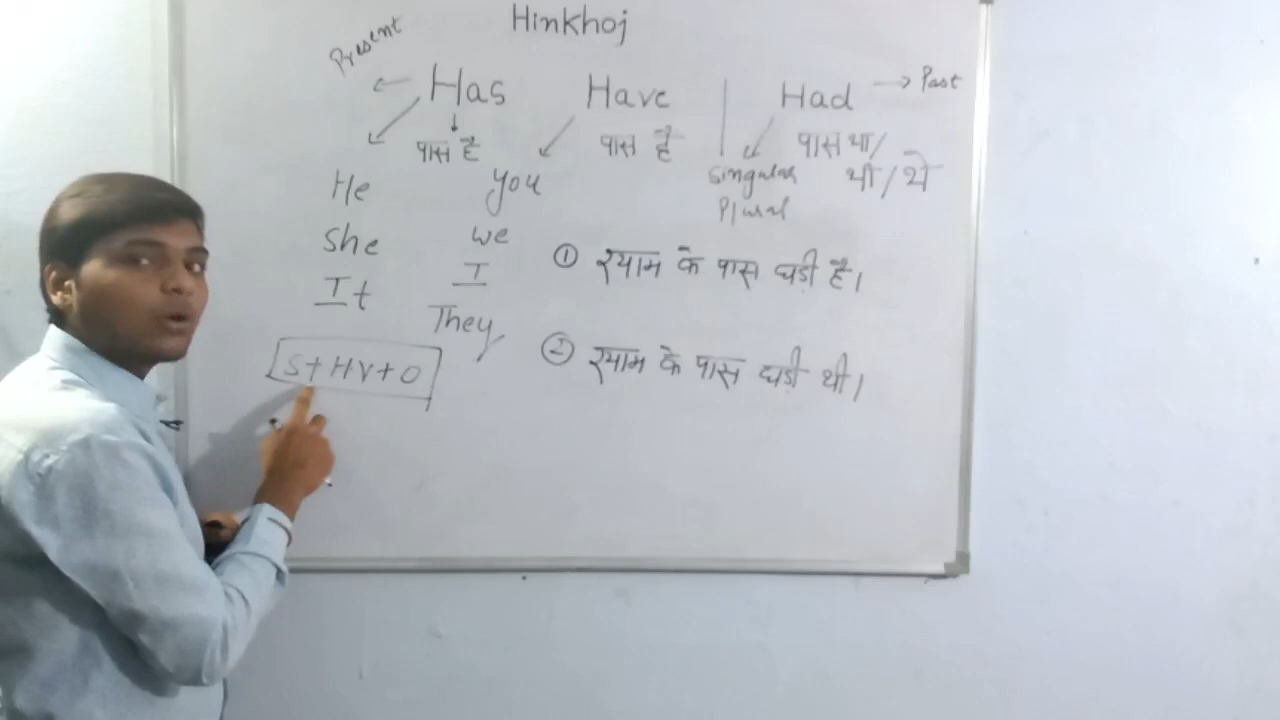 Hinkhoj
Present
Has Have Had → Past
पास है पास है पास था/
थी/थे
Singular
Plural
He You
She We
It I
They
S+HV+O
① श्याम के पास घड़ी है।
② श्याम के पास घड़ी थी।